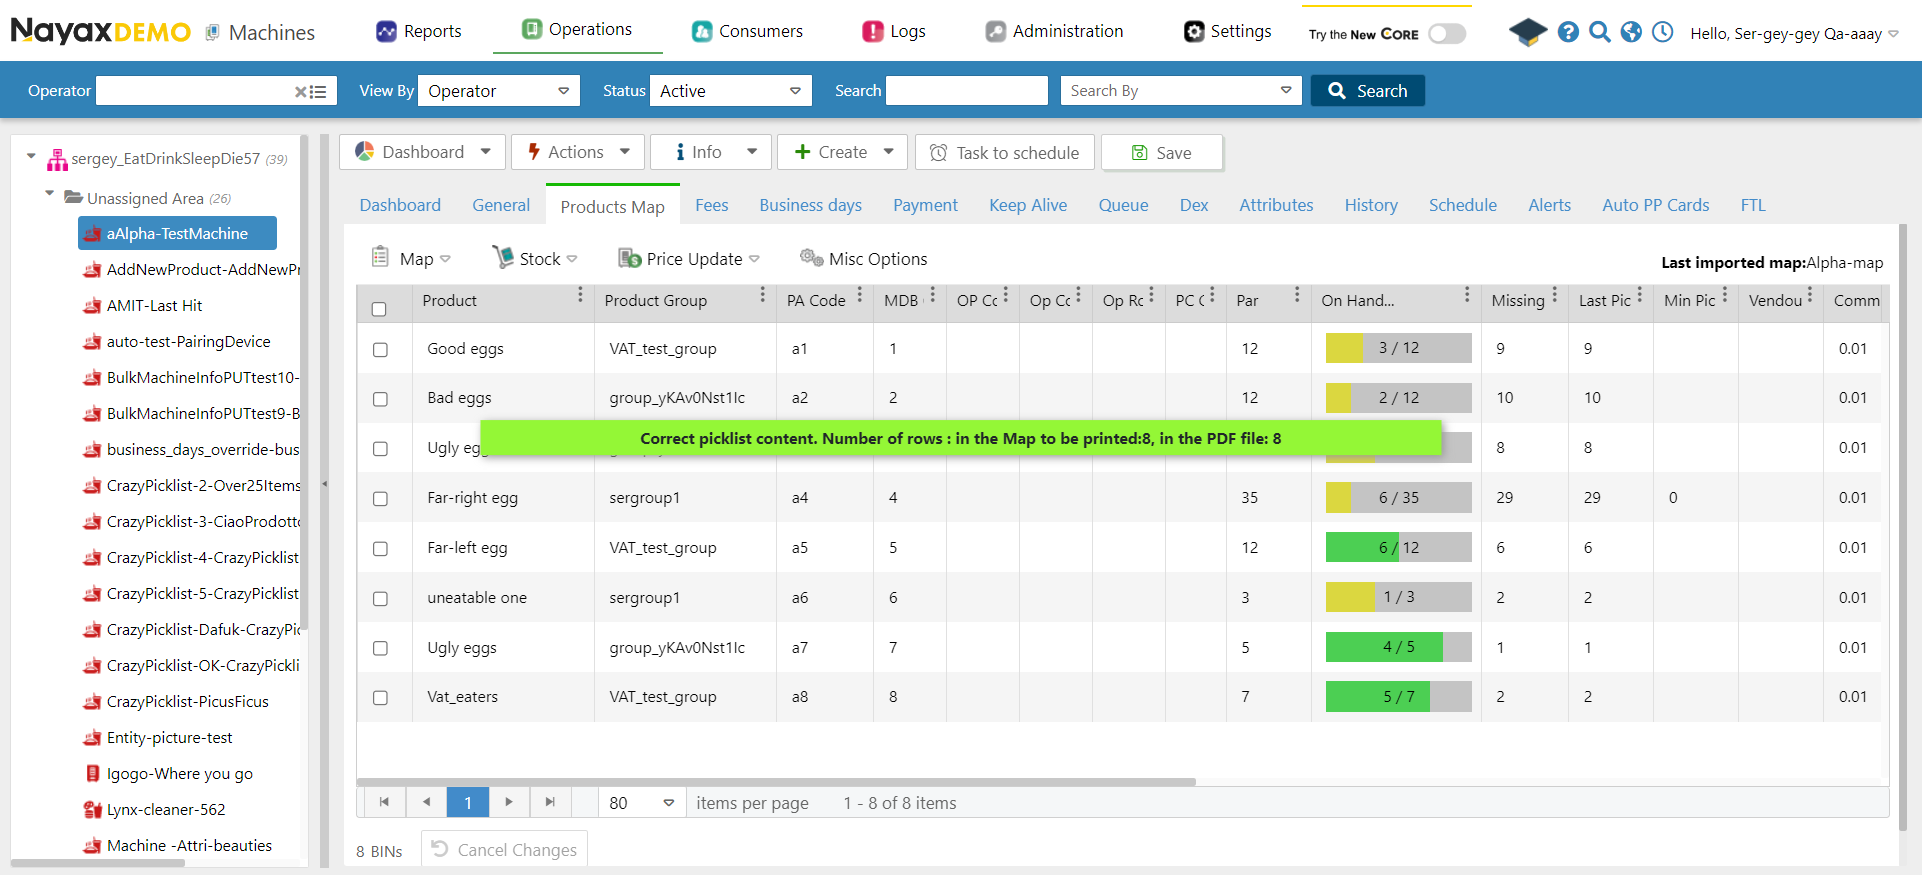 NayaxDEMO Machines Reports Operations Consumers Logs Administration Settings Try the New CORE Hello, Ser-gey-gey Qa-aaay
Operator View By Operator Status Active Search Search By Search
sergey_EatDrinkSleepDie57 (39)
Unassigned Area (26)
aAlpha-TestMachine
AddNewProduct-AddNewPr
AMIT-Last Hit
auto-test-PairingDevice
BulkMachineInfoPUTtest10-
BulkMachineInfoPUTtest9-B
business_days_override-bus
CrazyPicklist-2-Over25Items
CrazyPicklist-3-CiaoProdotto
CrazyPicklist-4-CrazyPicklist
CrazyPicklist-5-CrazyPicklist
CrazyPicklist-Dafuk-CrazyPic
CrazyPicklist-OK-CrazyPickli
CrazyPicklist-PicusFicus
Entity-picture-test
Igogo-Where you go
Lynx-cleaner-562
Machine -Attri-beauties
Dashboard Actions Info Create Task to schedule Save
Dashboard General Products Map Fees Business days Payment Keep Alive Queue Dex Attributes History Schedule Alerts Auto PP Cards FTL
Map Stock Price Update Misc Options
Last imported map:Alpha-map
Product Product Group PA Code MDB OP Cc Op Cc Op Rc PC C Par On Hand... Missing Last Pic Min Pic Vendou Comm
Good eggs VAT_test_group a1 1 12 3 / 12 9 9 0.01
Bad eggs group_yKAv0Nst1Ic a2 2 12 2 / 12 10 10 0.01
Correct picklist content. Number of rows : in the Map to be printed:8, in the PDF file: 8
Ugly eg 8 8 0.01
Far-right egg sergroup1 a4 4 35 6 / 35 29 29 0 0.01
Far-left egg VAT_test_group a5 5 12 6 / 12 6 6 0.01
uneatable one sergroup1 a6 6 3 1 / 3 2 2 0.01
Ugly eggs group_yKAv0Nst1Ic a7 7 5 4 / 5 1 1 0.01
Vat_eaters VAT_test_group a8 8 7 5 / 7 2 2 0.01
1 80 items per page 1 - 8 of 8 items
8 BINs Cancel Changes